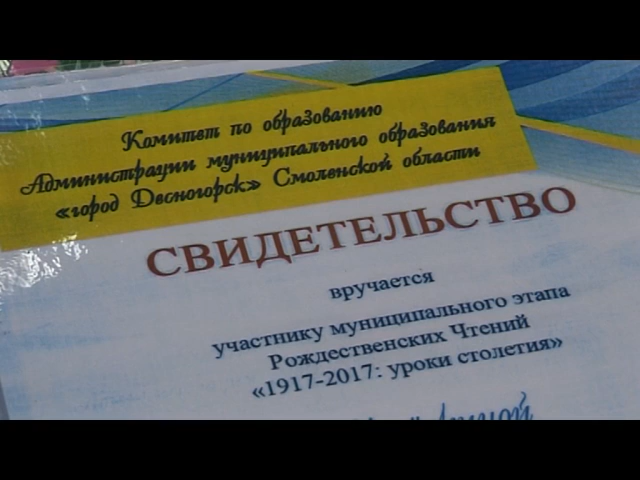 Комитет по образованию
Администрации муниципального образования
«город Десногорск» Смоленской области
СВИДЕТЕЛЬСТВО
вручается
участнику муниципального этапа
Рождественских Чтений
«1917-2017: уроки столетия»